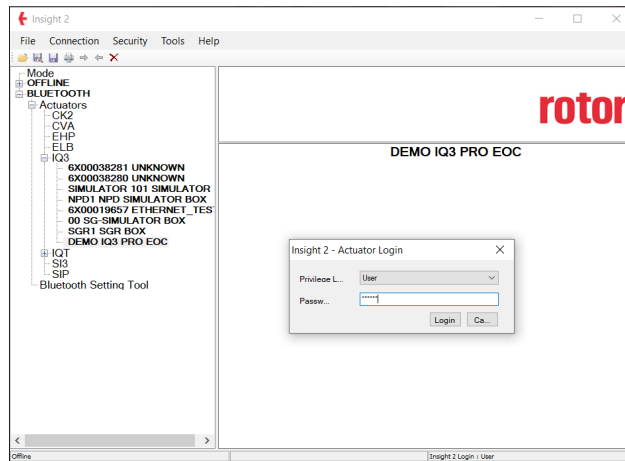 Insight 2
File Connection Security Tools Help
Mode
OFFLINE
BLUETOOTH
Actuators
CK2
CVA
EHP
ELB
IQ3
6X00038281 UNKNOWN
6X00038280 UNKNOWN
SIMULATOR 101 SIMULATOR
NPD1 NPD SIMULATOR BOX
6X00019657 ETHERNET_TES
00 SG-SIMULATOR BOX
SGR1 SGR BOX
DEMO IQ3 PRO EOC
IQT
SI3
SIP
Bluetooth Setting Tool
rotor
DEMO IQ3 PRO EOC
Insight 2 - Actuator Login
Privilege L... User
Passw... ******
Login Ca...
Offline Insight 2 Login : User